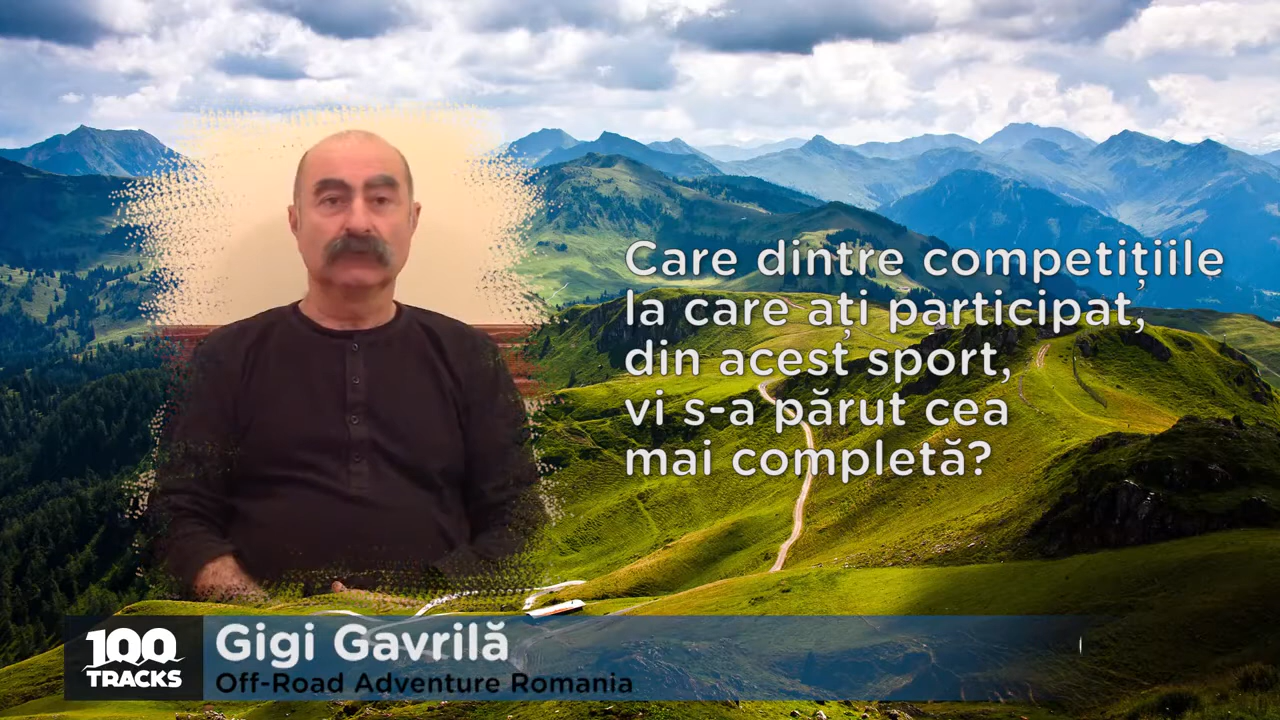 Care dintre competițiile
la care ați participat,
din acest sport,
vi s-a părut cea
mai completă?
100
TRACKS
Gigi Gavrilă
Off-Road Adventure Romania